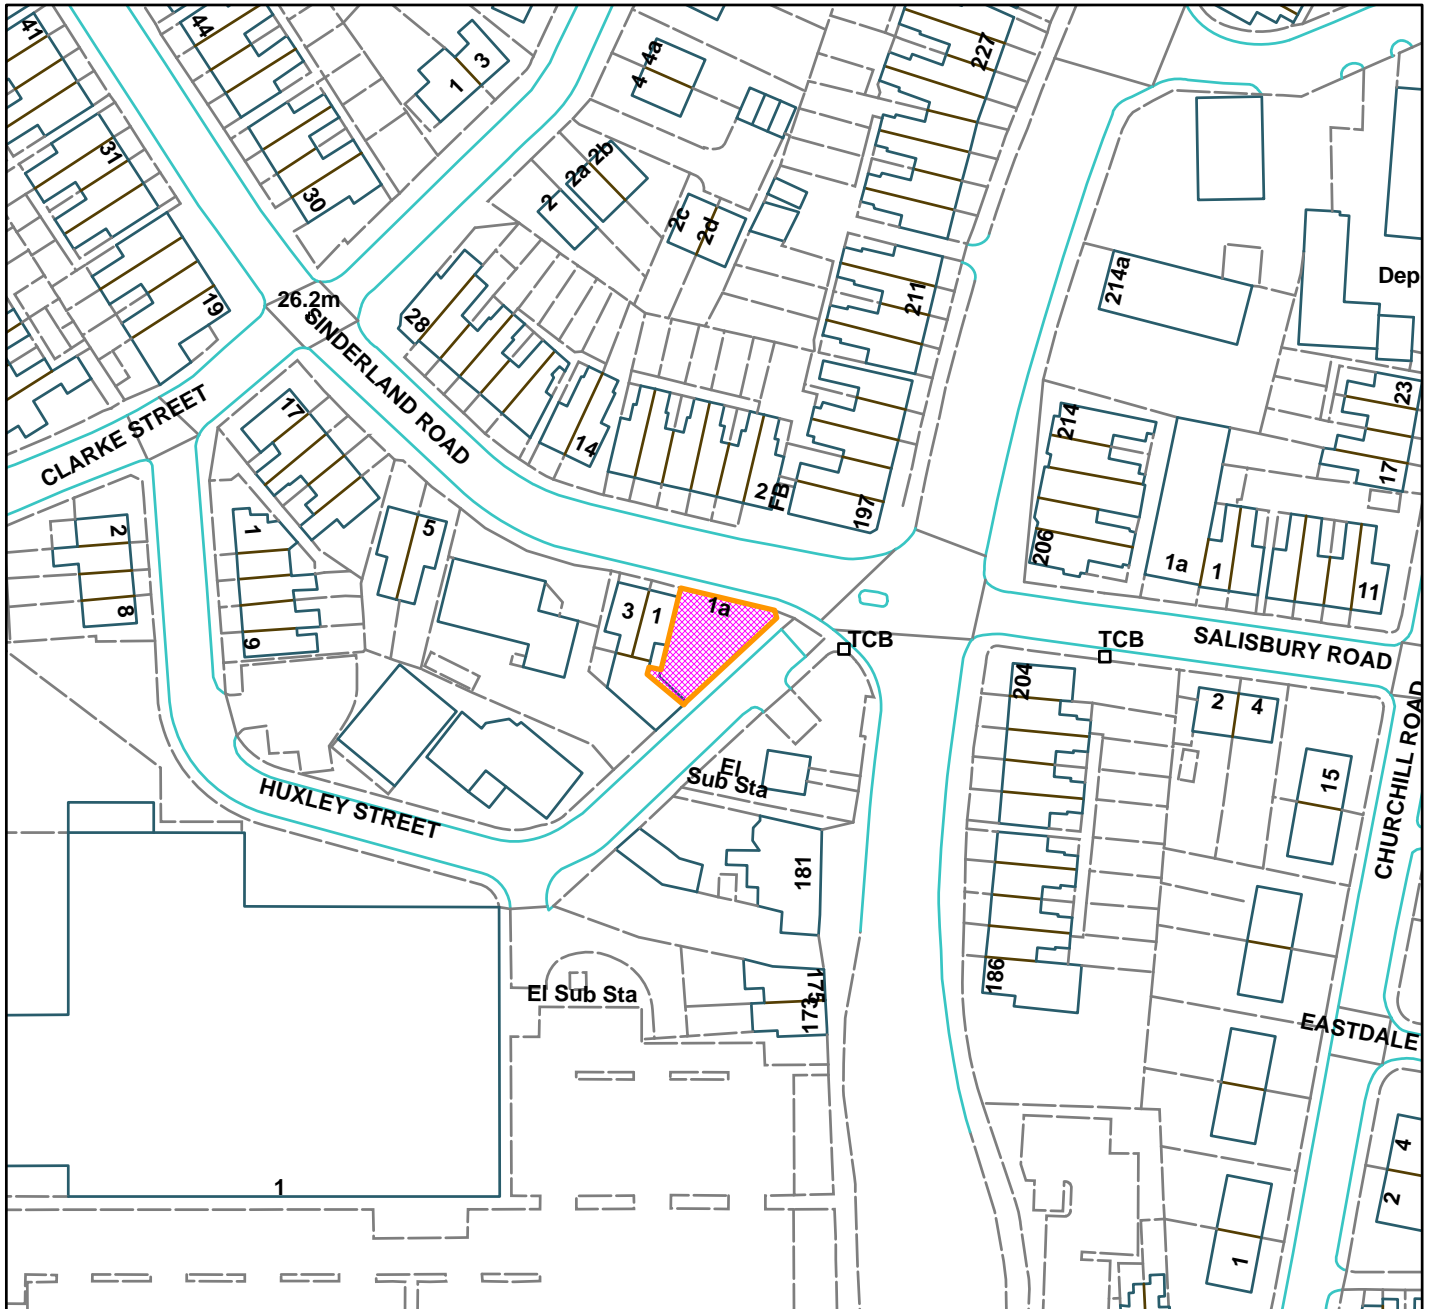 41
44
3
1
4a
4
227
31
30
2b
2a
2
2c
2d
19
26.2m
28
SINDERLAND ROAD
211
214a
Dep
CLARKE STREET
17
14
2
FB
197
214
206
23
17
1a
1
11
2
8
1
9
5
3
1
1a
TCB
TCB
SALISBURY ROAD
204
2
4
CHURCHILL ROAD
15
HUXLEY STREET
El
Sub Sta
181
186
El Sub Sta
175
173
EASTDALE
4
2
1
1